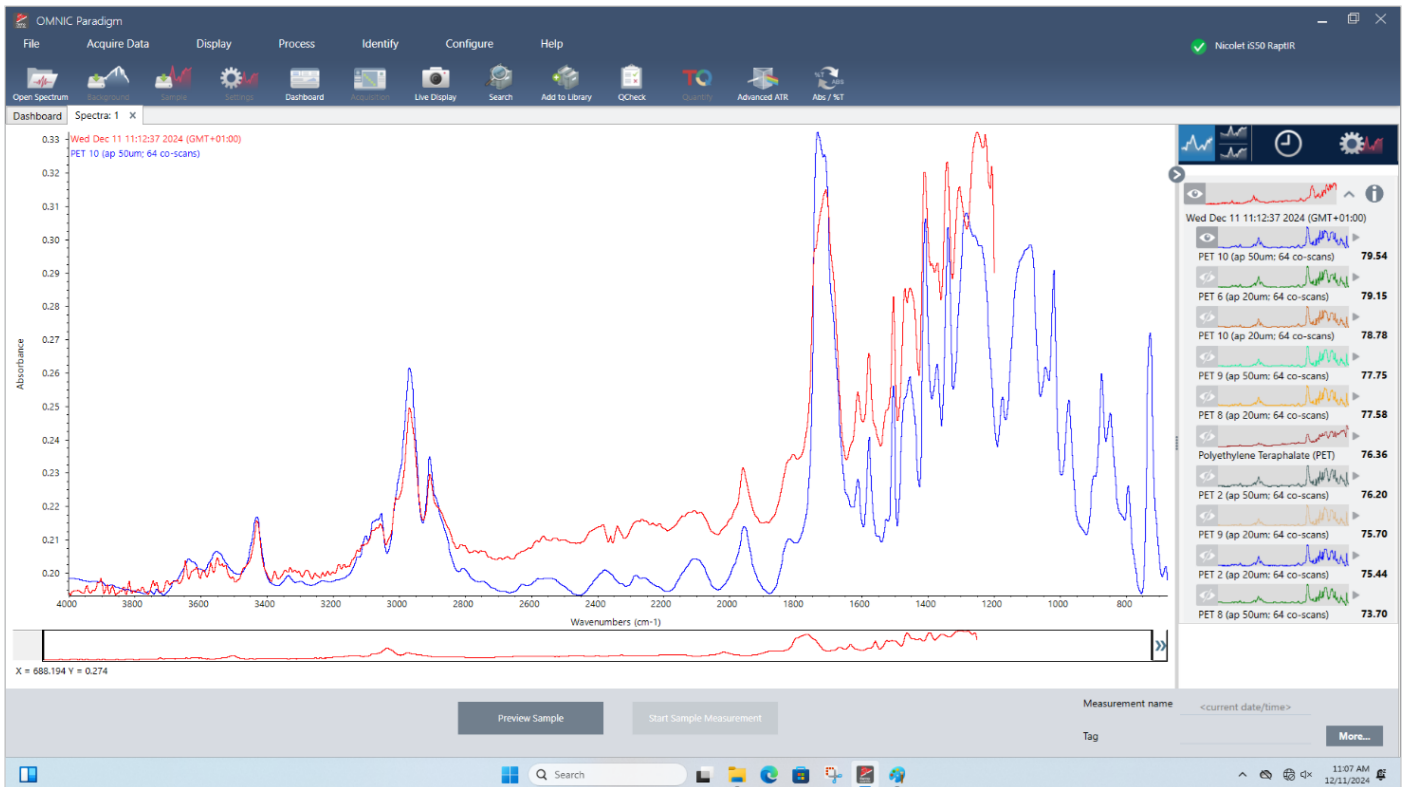 OMNIC Paradigm
File Acquire Data Display Process Identify Configure Help
Nicolet iS50 RaptIR
Open Spectrum Background Sample Settings Dashboard Acquisition Live Display Search Add to Library QCheck Quantify Advanced ATR Abs / %T
Dashboard Spectra: 1 X
Wed Dec 11 11:12:37 2024 (GMT+01:00)
PET 10 (ap 50um; 64 co-scans)
0.33
0.32
0.31
0.30
0.29
0.28
0.27
0.26
0.25
0.24
0.23
0.22
0.21
0.20
Absorbance
4000 3800 3600 3400 3200 3000 2800 2600 2400 2200 2000 1800 1600 1400 1200 1000 800
Wavenumbers (cm-1)
X = 688.194 Y = 0.274
Wed Dec 11 11:12:37 2024 (GMT+01:00)
PET 10 (ap 50um; 64 co-scans) 79.54
PET 6 (ap 20um; 64 co-scans) 79.15
PET 10 (ap 20um; 64 co-scans) 78.78
PET 9 (ap 50um; 64 co-scans) 77.75
PET 8 (ap 20um; 64 co-scans) 77.58
Polyethylene Teraphalate (PET) 76.36
PET 2 (ap 50um; 64 co-scans) 76.20
PET 9 (ap 20um; 64 co-scans) 75.70
PET 2 (ap 20um; 64 co-scans) 75.44
PET 8 (ap 50um; 64 co-scans) 73.70
Preview Sample
Start Sample Measurement
Measurement name <current date/time>
Tag
More...
Search
11:07 AM
12/11/2024